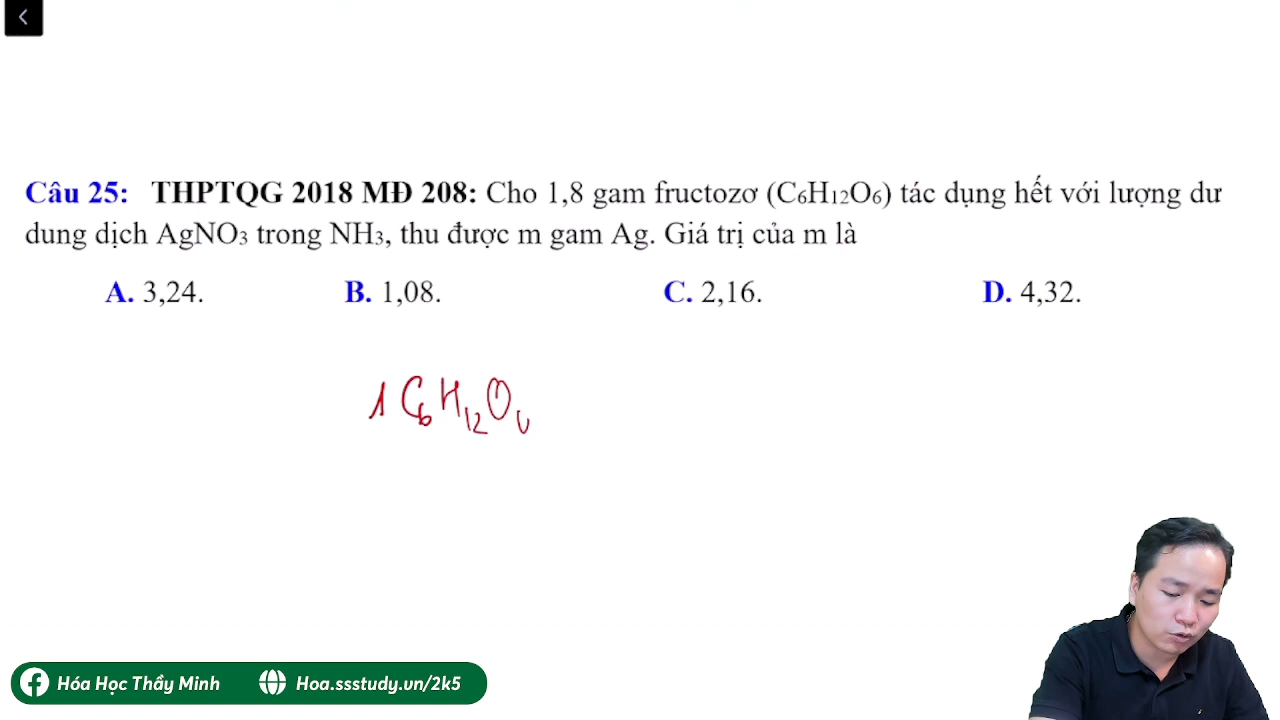 Câu 25: THPTQG 2018 MĐ 208: Cho 1,8 gam fructozơ (C₆H₁₂O₆) tác dụng hết với lượng dư
dung dịch AgNO₃ trong NH₃, thu được m gam Ag. Giá trị của m là
A. 3,24. B. 1,08. C. 2,16. D. 4,32.
1 C₆H₁₂O₆
Hóa Học Thầy Minh Hoa.ssstudy.vn/2k5